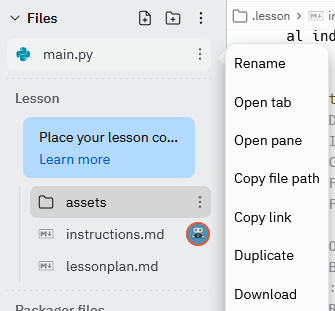 Files
main.py
Lesson
Place your lesson co...
Learn more
assets
instructions.md
lessonplan.md
Packager files
.lesson
al ind
Rename
Open tab
Open pane
Copy file path
Copy link
Duplicate
Download